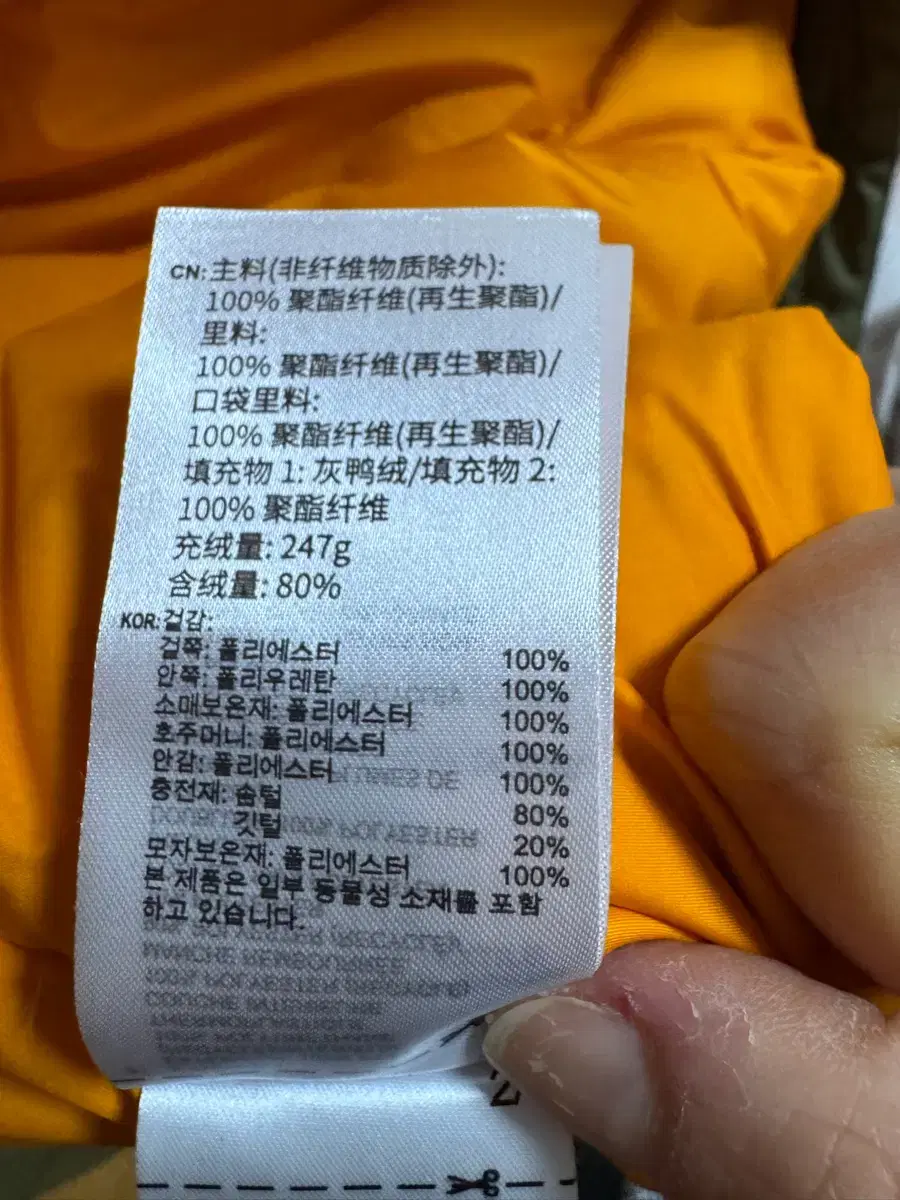 CN: 主料(非纤维物质除外):
100% 聚酯纤维(再生聚酯)/
里料:
100% 聚酯纤维(再生聚酯)/
口袋里料:
100% 聚酯纤维(再生聚酯)/
填充物 1: 灰鸭绒/填充物 2:
100% 聚酯纤维
充绒量: 247g
含绒量: 80%
KOR: 겉감:
겉쪽: 폴리에스터 100%
안쪽: 폴리우레탄 100%
소매보온재: 폴리에스터 100%
호주머니: 폴리에스터 100%
안감: 폴리에스터 100%
충전재: 솜털 80%
깃털 20%
모자보온재: 폴리에스터 100%
본 제품은 일부 동물성 소재를 포함
하고 있습니다.